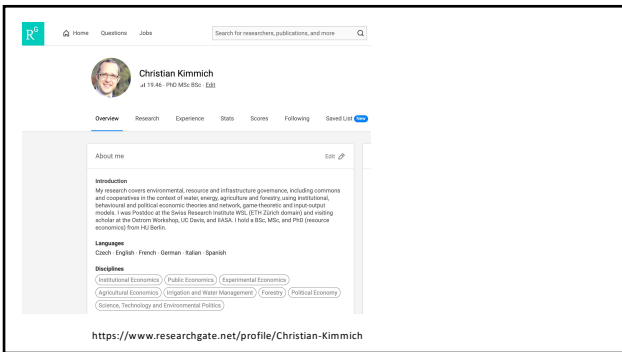 RG Home Questions Jobs Search for researchers, publications, and more
Christian Kimmich
19.46 · PhD MSc BSc · Edit
Overview Research Experience Stats Scores Following Saved List New
About me Edit
Introduction
My research covers environmental, resource and infrastructure governance, including commons
and cooperatives in the context of water, energy, agriculture and forestry, using institutional,
behavioural and political economic theories and network, game-theoretic and input-output
models. I was Postdoc at the Swiss Research Institute WSL (ETH Zürich domain) and visiting
scholar at the Ostrom Workshop, UC Davis, and IIASA. I hold a BSc, MSc, and PhD (resource
economics) from HU Berlin.
Languages
Czech · English · French · German · Italian · Spanish
Disciplines
Institutional Economics Public Economics Experimental Economics
Agricultural Economics Irrigation and Water Management Forestry Political Economy
Science, Technology and Environmental Politics
https://www.researchgate.net/profile/Christian-Kimmich